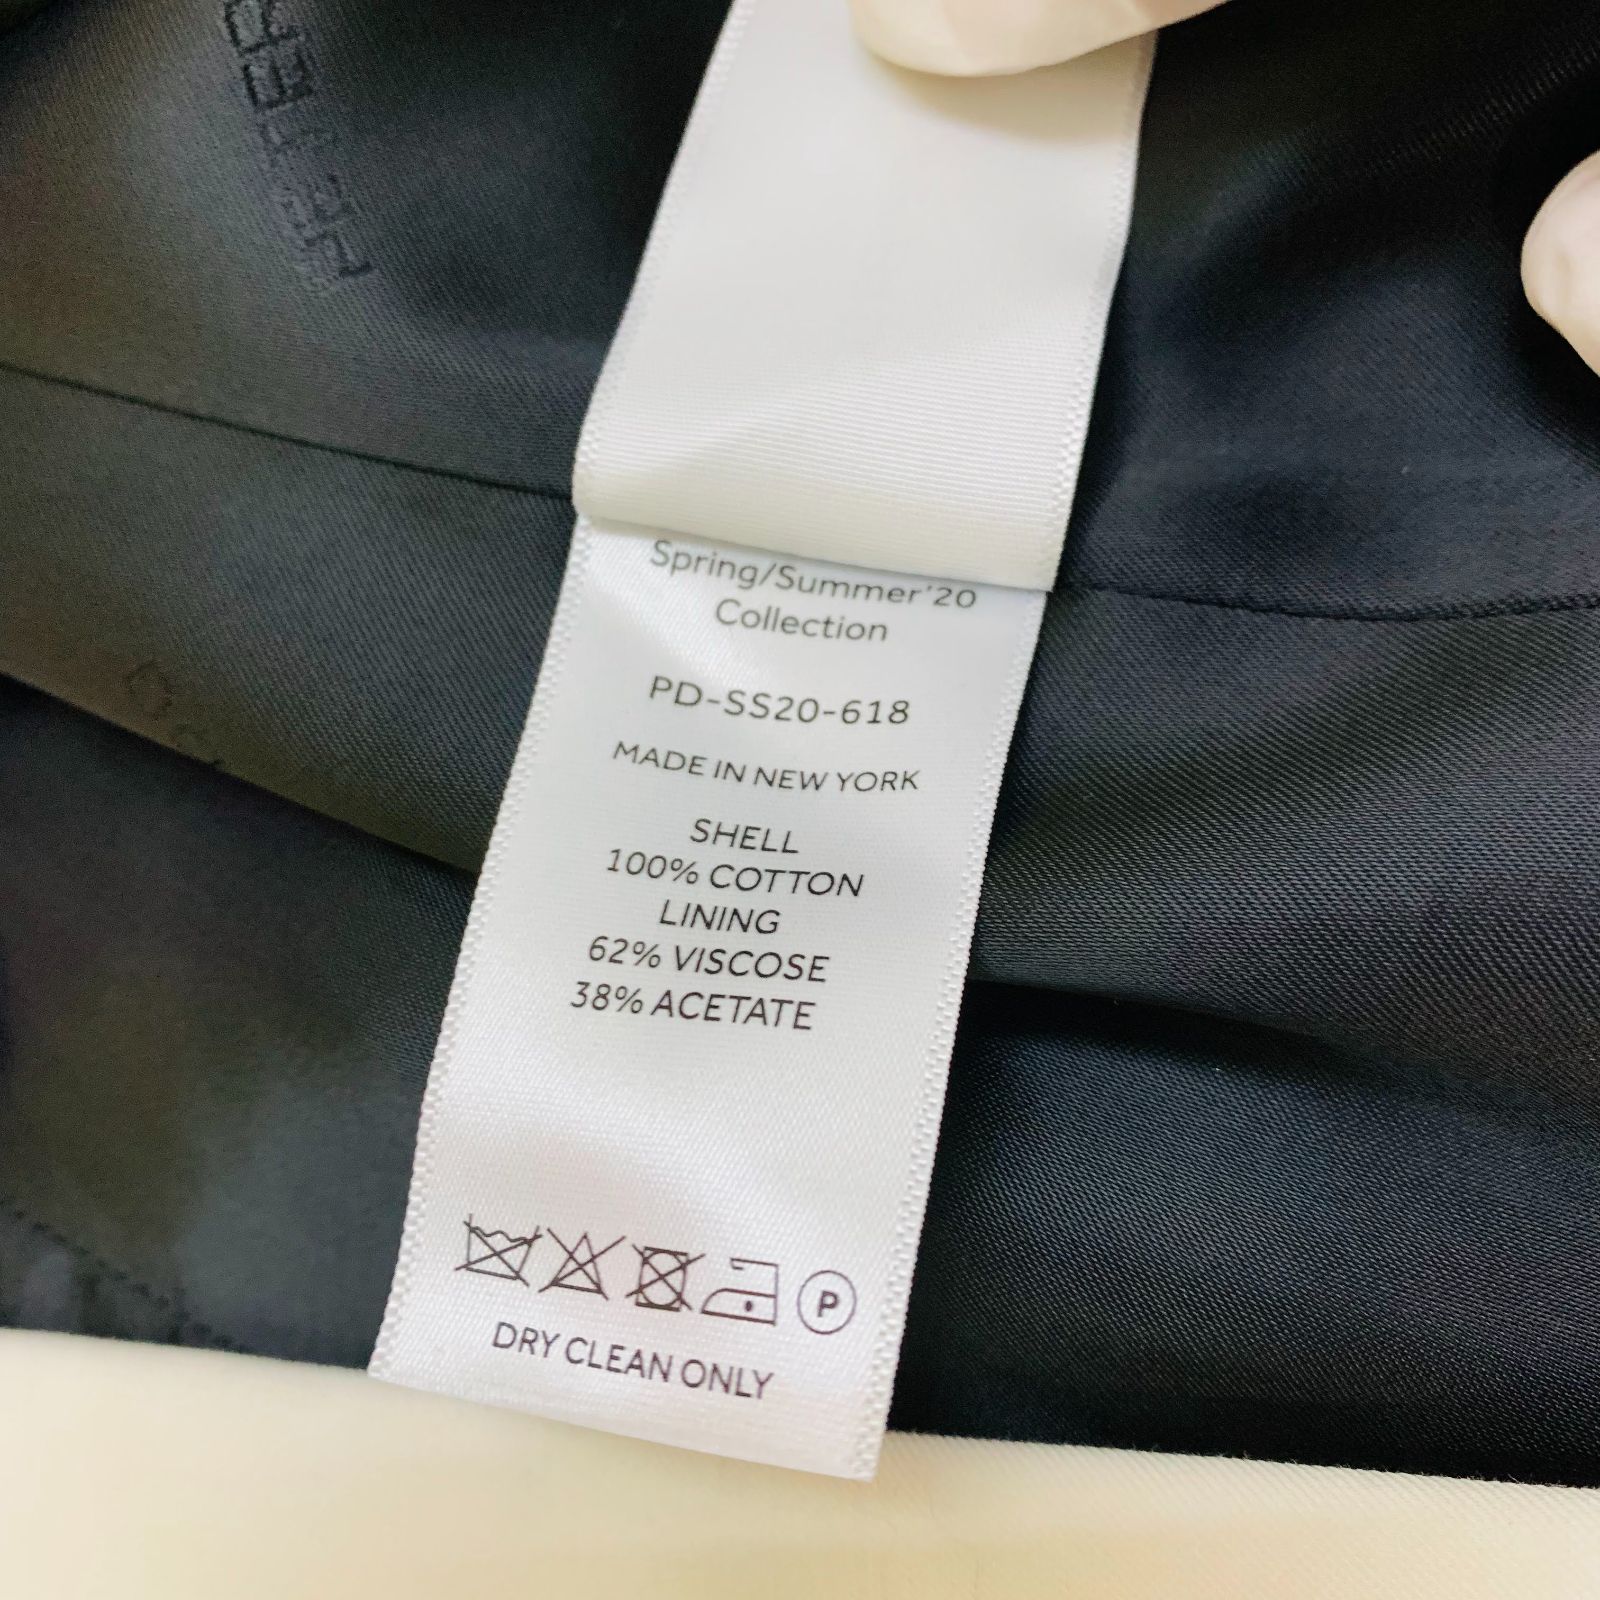 Spring/Summer'20
Collection
PD-SS20-618
MADE IN NEW YORK
SHELL
100% COTTON
LINING
62% VISCOSE
38% ACETATE
P
DRY CLEAN ONLY